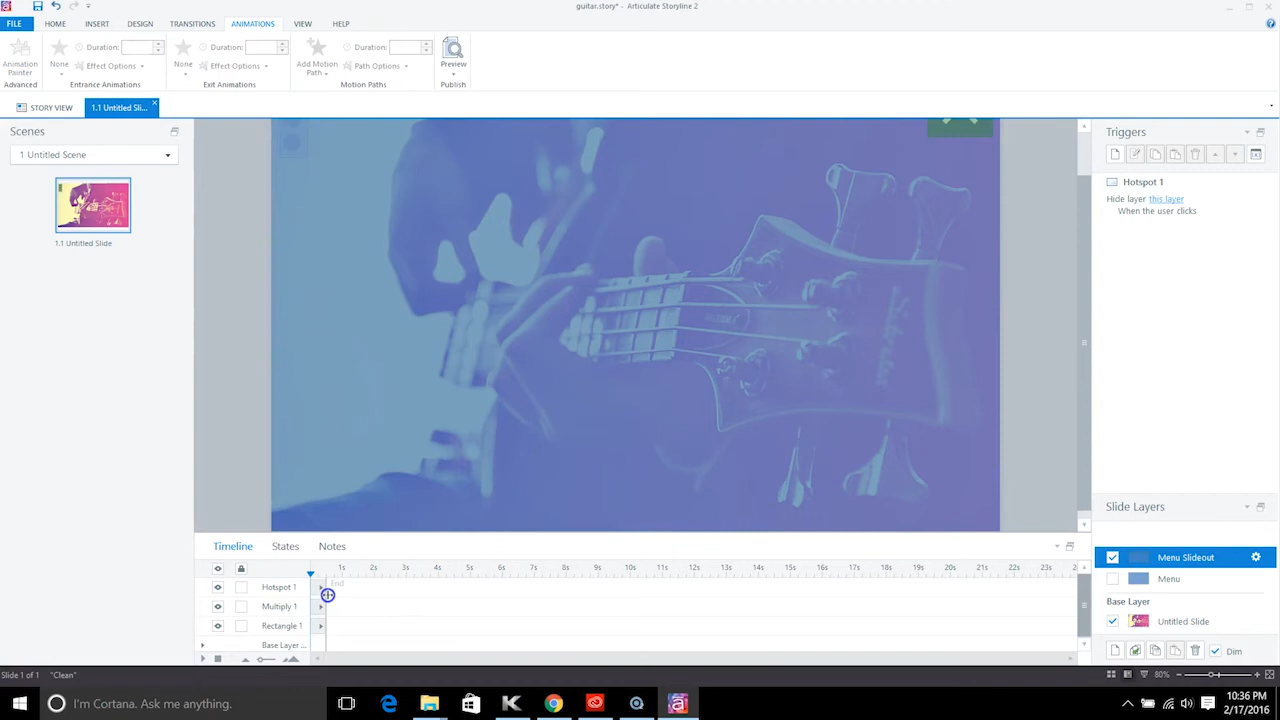 guitar.story* - Articulate Storyline 2
FILE HOME INSERT DESIGN TRANSITIONS ANIMATIONS VIEW HELP
Animation Painter
None
Duration:
Effect Options
None
Duration:
Effect Options
Add Motion Path
Duration:
Path Options
Preview
Advanced Entrance Animations Exit Animations Motion Paths Publish
STORY VIEW 1.1 Untitled Sli...
Scenes
1 Untitled Scene
1.1 Untitled Slide
Triggers
Hotspot 1
Hide layer this layer
When the user clicks
Slide Layers
Menu Slideout
Menu
Base Layer
Untitled Slide
Dim
Timeline States Notes
1s 2s 3s 4s 5s 6s 7s 8s 9s 10s 11s 12s 13s 14s 15s 16s 17s 18s 19s 20s 21s 22s 23s 2
Hotspot 1
End
Multiply 1
Rectangle 1
Base Layer ...
Slide 1 of 1 "Clean"
80%
I'm Cortana. Ask me anything.
10:36 PM
2/17/2016